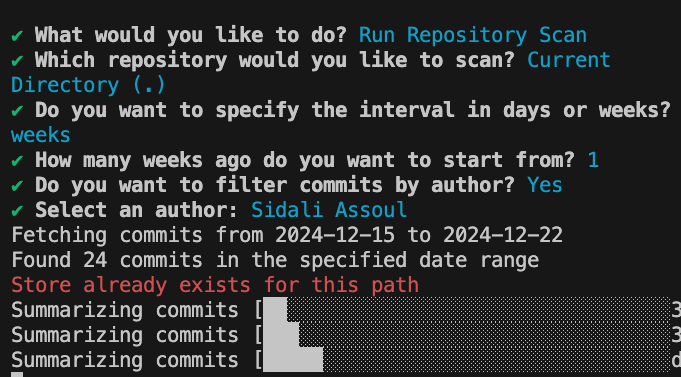 ✔ What would you like to do? Run Repository Scan
✔ Which repository would you like to scan? Current
Directory (.)
✔ Do you want to specify the interval in days or weeks?
weeks
✔ How many weeks ago do you want to start from? 1
✔ Do you want to filter commits by author? Yes
✔ Select an author: Sidali Assoul
Fetching commits from 2024-12-15 to 2024-12-22
Found 24 commits in the specified date range
Store already exists for this path
Summarizing commits [ 3
Summarizing commits [ 3
Summarizing commits [ d